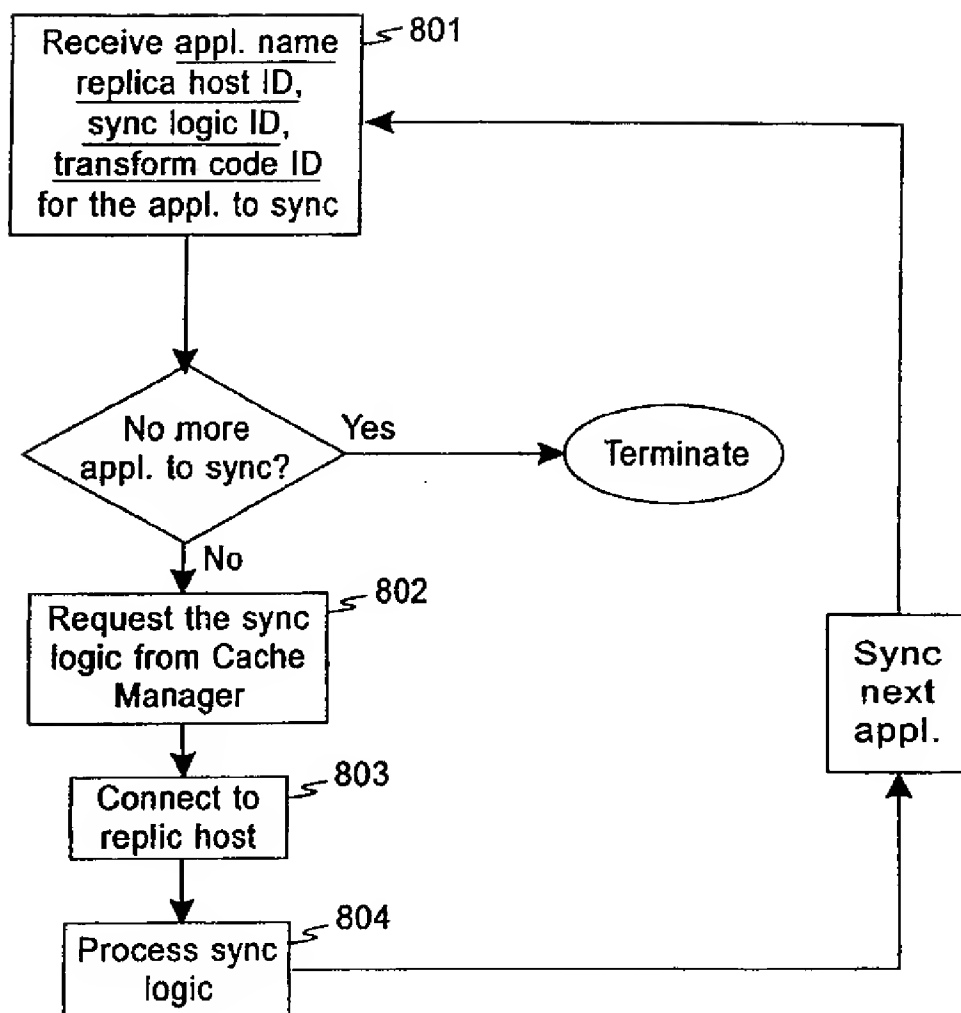 801
Receive appl. name
replica host ID,
sync logic ID,
transform code ID
for the appl. to sync
No more
appl. to sync?
Yes
Terminate
No
802
Request the sync
logic from Cache
Manager
803
Connect to
replic host
804
Process sync
logic
Sync
next
appl.